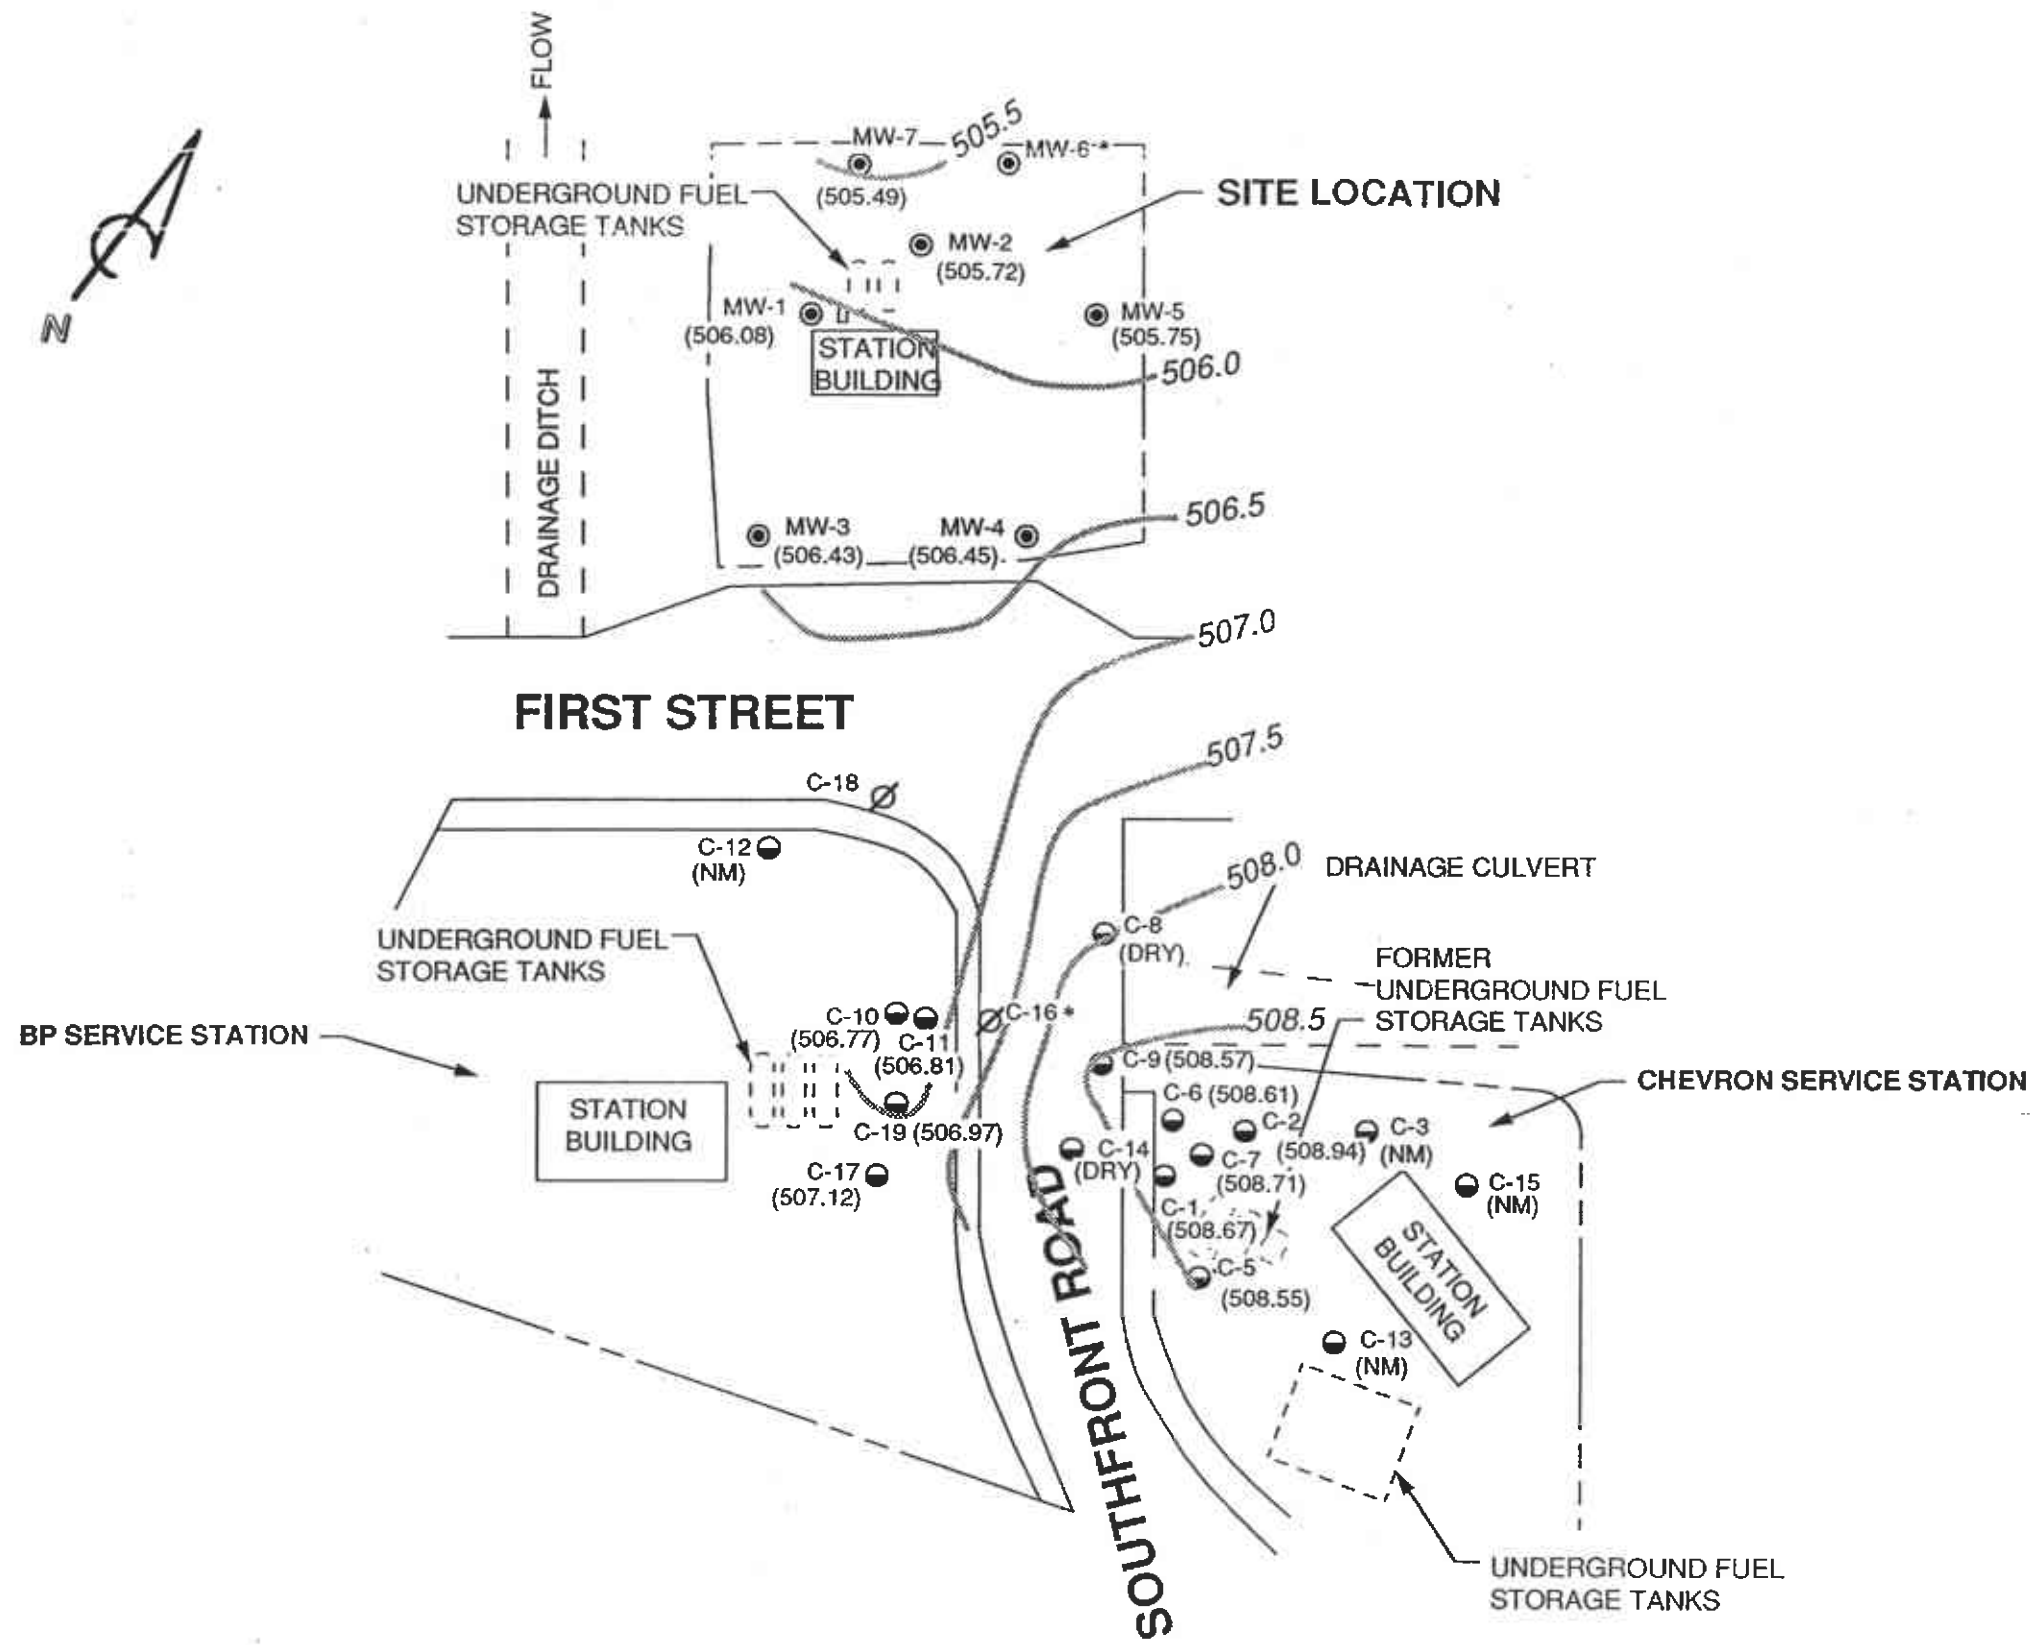 FLOW
505.5
MW-7
MW-6*
UNDERGROUND FUEL
STORAGE TANKS
(505.49)
SITE LOCATION
MW-2
(505.72)
N
MW-1
(506.08)
MW-5
(505.75)
STATION
BUILDING
506.0
DRAINAGE DITCH
506.5
MW-3
(506.43)
MW-4
(506.45)
507.0
FIRST STREET
507.5
C-18
C-12
(NM)
508.0
DRAINAGE CULVERT
C-8
(DRY)
UNDERGROUND FUEL
STORAGE TANKS
FORMER
UNDERGROUND FUEL
STORAGE TANKS
BP SERVICE STATION
C-10
(506.77)
C-11
(506.81)
C-16*
508.5
C-9 (508.57)
CHEVRON SERVICE STATION
C-6 (508.61)
STATION
BUILDING
C-19 (506.97)
C-2
(508.94)
C-3
(NM)
C-14
(DRY)
C-7
(508.71)
C-17
(507.12)
C-15
(NM)
C-1
(508.67)
STATION
BUILDING
C-5
(508.55)
C-13
(NM)
SOUTHFRONT ROAD
UNDERGROUND FUEL
STORAGE TANKS